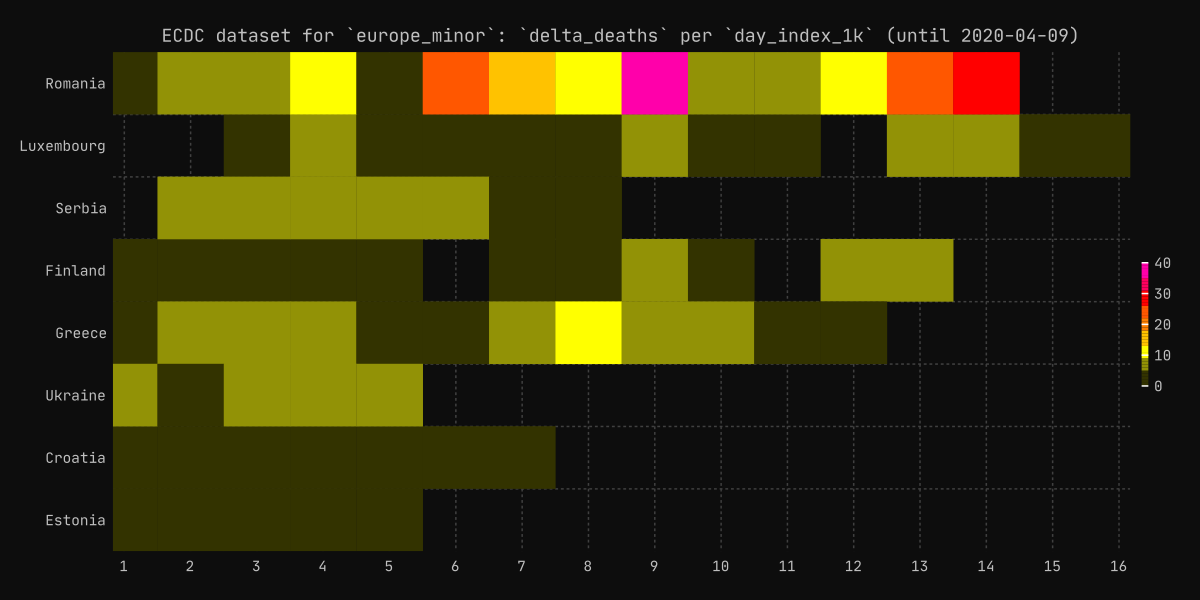 ECDC dataset for `europe_minor`: `delta_deaths` per `day_index_1k` (until 2020-04-09)
Romania
Luxembourg
Serbia
Finland
Greece
Ukraine
Croatia
Estonia
1 2 3 4 5 6 7 8 9 10 11 12 13 14 15 16
40
30
20
10
0